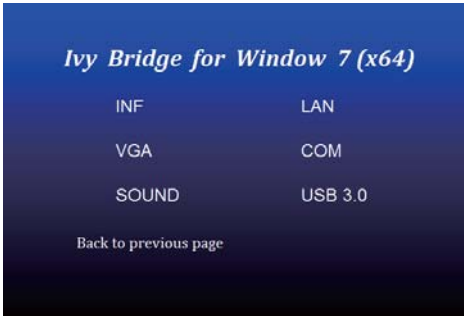 Ivy Bridge for Window 7 (x64)
INF LAN
VGA COM
SOUND USB 3.0
Back to previous page